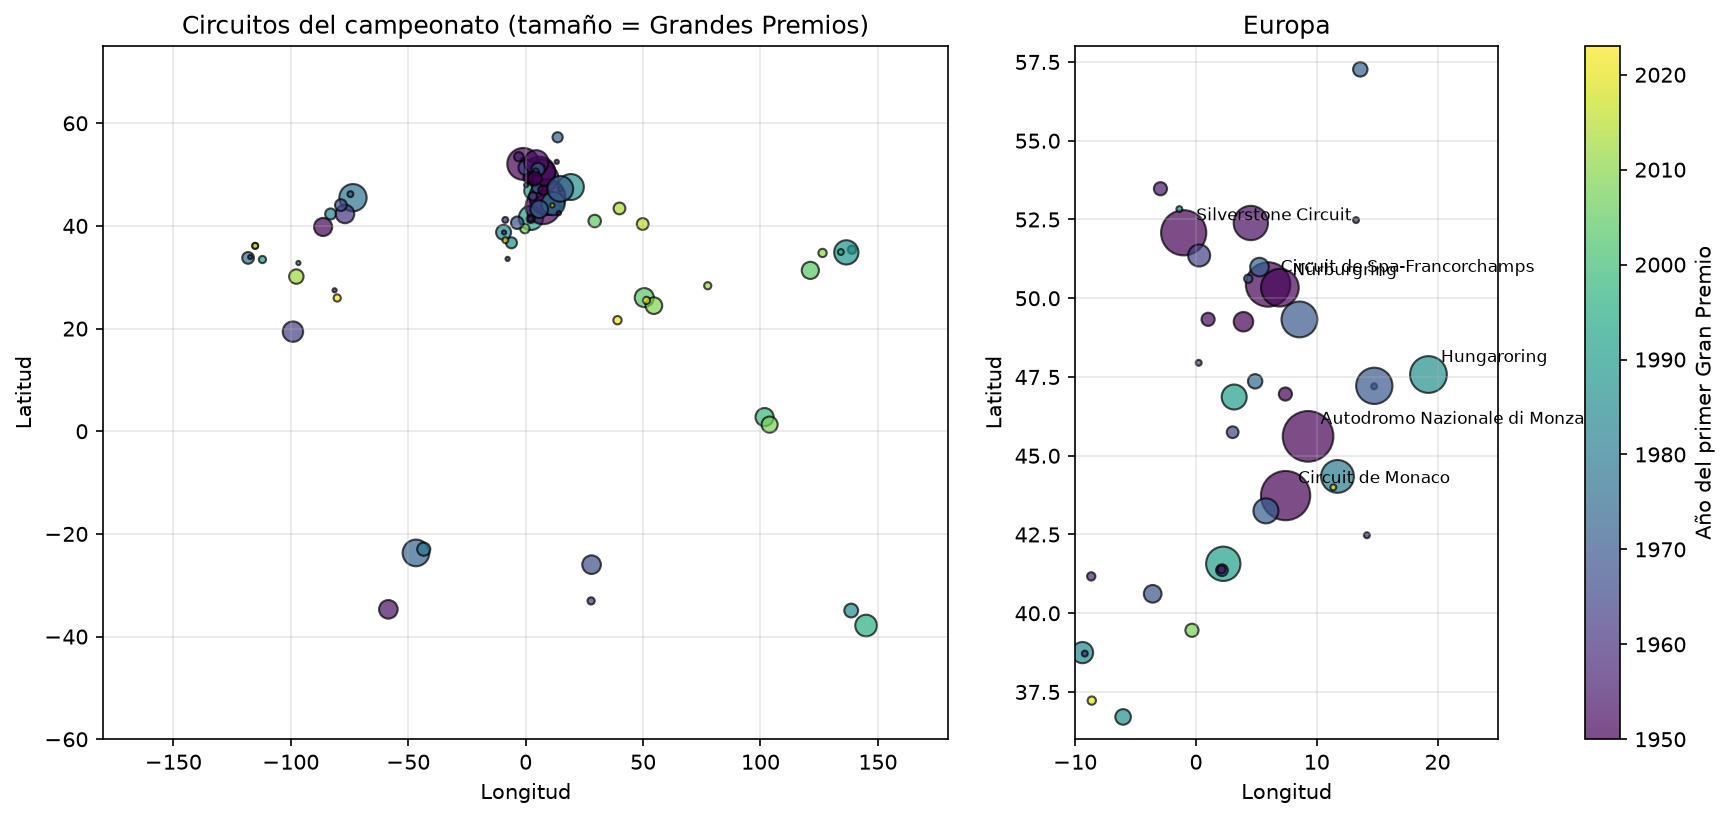 Circuitos del campeonato (tamaño = Grandes Premios)
Latitud
60
40
20
0
−20
−40
−60
−150
−100
−50
0
50
100
150
Longitud
Europa
Latitud
57.5
55.0
52.5
50.0
47.5
45.0
42.5
40.0
37.5
Silverstone Circuit
Circuit de Spa-Francorchamps
Nürburgring
Hungaroring
Autodromo Nazionale di Monza
Circuit de Monaco
−10
0
10
20
Longitud
2020
2010
2000
1990
1980
1970
1960
1950
Año del primer Gran Premio